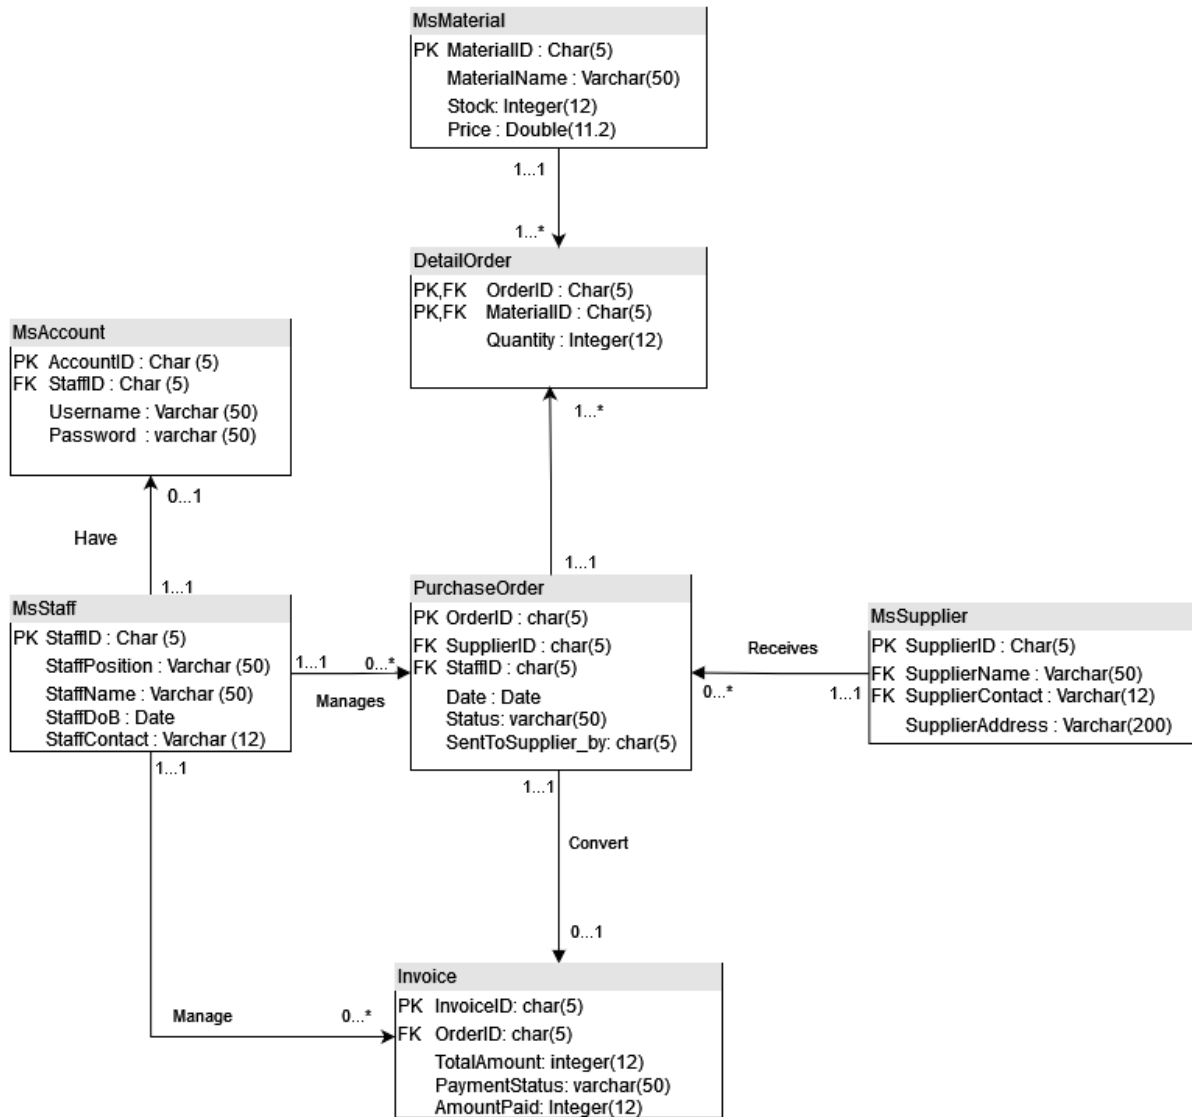 MsMaterial
PK MaterialID : Char(5)
MaterialName : Varchar(50)
Stock: Integer(12)
Price : Double(11.2)
1...1
1...*
DetailOrder
PK,FK OrderID : Char(5)
PK,FK MaterialID : Char(5)
Quantity : Integer(12)
1...*
MsAccount
PK AccountID : Char (5)
FK StaffID : Char (5)
Username : Varchar (50)
Password : varchar (50)
0...1
Have
1...1
MsStaff
PK StaffID : Char (5)
StaffPosition : Varchar (50)
StaffName : Varchar (50)
StaffDoB : Date
StaffContact : Varchar (12)
1...1
1...1 0...*
Manages
1...1
PurchaseOrder
PK OrderID : char(5)
FK SupplierID : char(5)
FK StaffID : char(5)
Date : Date
Status: varchar(50)
SentToSupplier_by: char(5)
1...1
Receives
0...* 1...1
MsSupplier
PK SupplierID : Char(5)
FK SupplierName : Varchar(50)
FK SupplierContact : Varchar(12)
SupplierAddress : Varchar(200)
Convert
0...1
Manage 0...*
Invoice
PK InvoiceID: char(5)
FK OrderID: char(5)
TotalAmount: integer(12)
PaymentStatus: varchar(50)
AmountPaid: Integer(12)